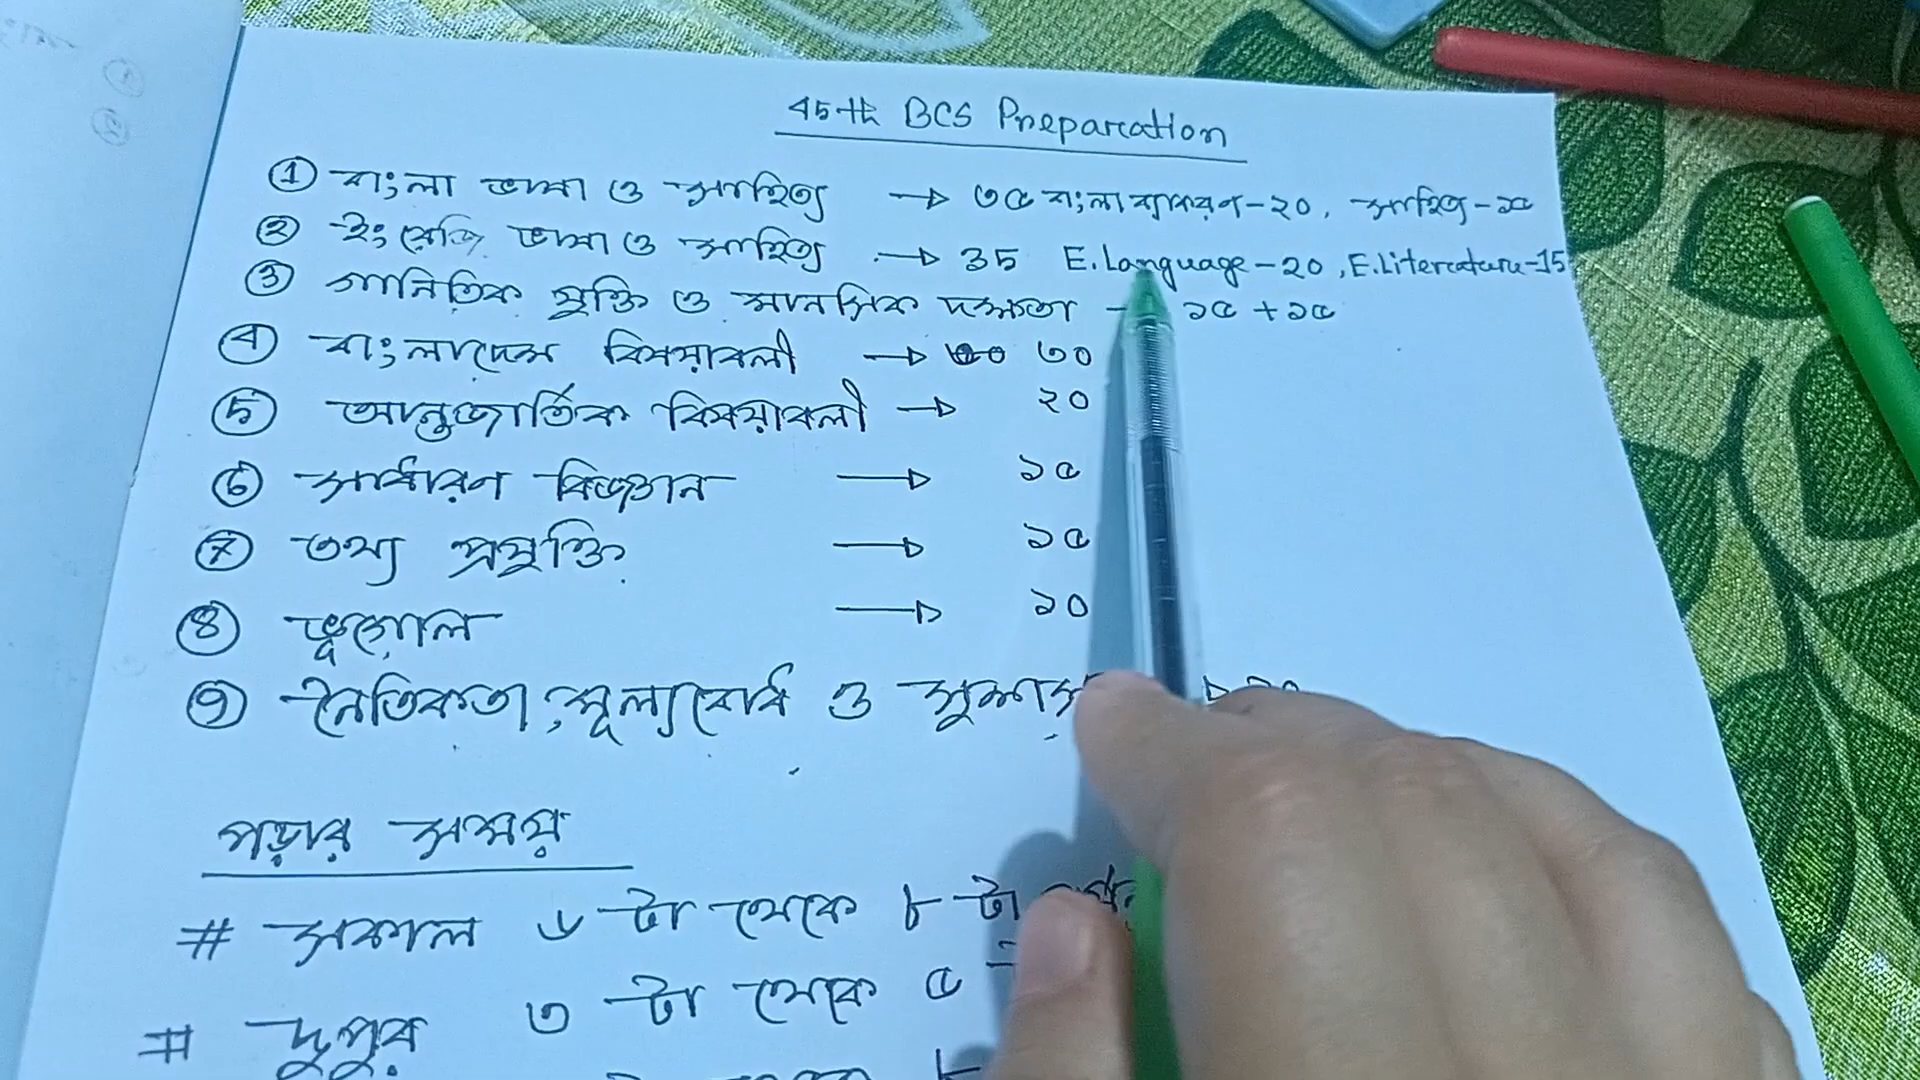 45th BCS Preparation
① বাংলা ভাষা ও সাহিত্য → ৩৫ বাংলা ব্যাকরণ-২০, সাহিত্য-১৫
② ইংরেজি ভাষা ও সাহিত্য → 35 E.Language-20, E.Literature-15
③ গানিতিক যুক্তি ও মানসিক দক্ষতা - ১৫ + ১৫
④ বাংলাদেশ বিষয়াবলী → ৩০
⑤ আন্তর্জার্তিক বিষয়াবলী → ২০
⑥ সাধারণ বিজ্ঞান → ১৫
⑦ তথ্য প্রযুক্তি → ১৫
⑧ ভূগোল → ১০
⑨ নৈতিকতা, মূল্যবোধ ও
পড়ার সময়
# সকাল ৬ টা থেকে ৮ টা
# দুপুর ৩ টা থেকে ৫